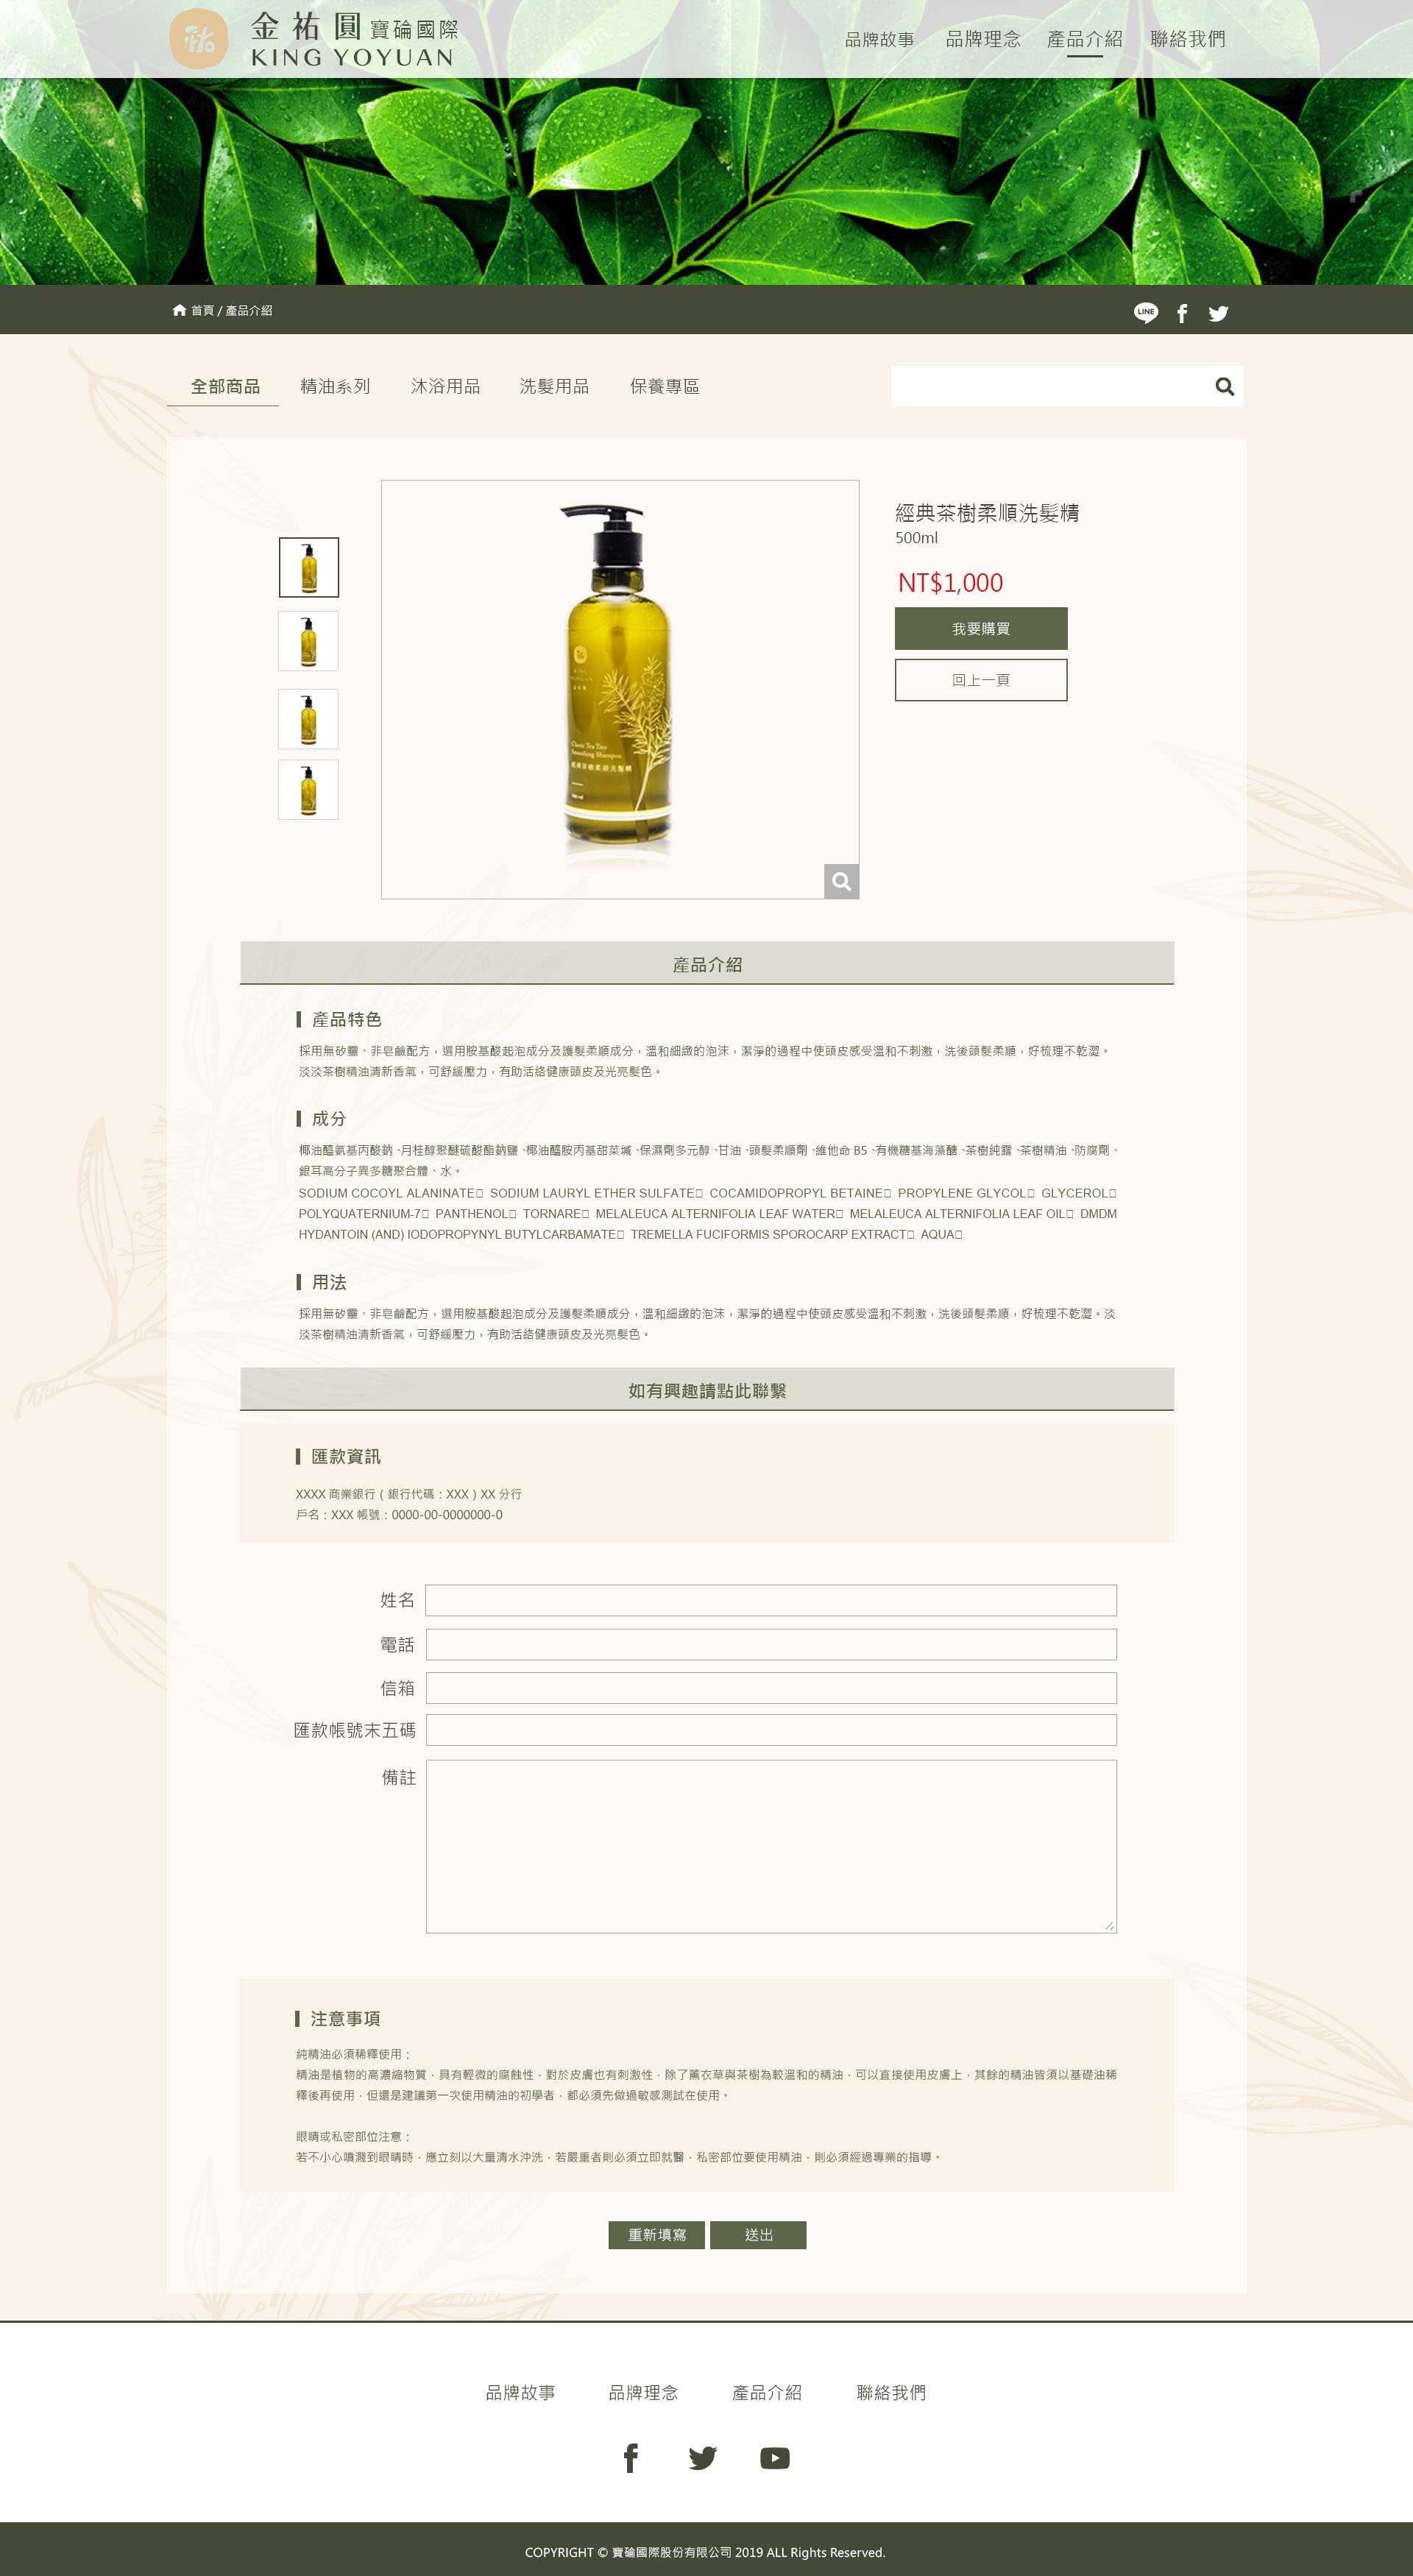 金祐圓 寶碖國際
KING YOYUAN
品牌故事 品牌理念 產品介紹 聯絡我們
首頁 / 產品介紹
LINE
全部商品 精油系列 沐浴用品 洗髮用品 保養專區
經典茶樹柔順洗髮精
500ml
NT$1,000
我要購買
回上一頁
KING
YOYUAN
Classic Tea Tree
Smoothing Shampoo
經典茶樹柔順洗髮精
500 ml
產品介紹
產品特色
採用無矽靈、非皂鹼配方，選用胺基酸起泡成分及護髮柔順成分，溫和細緻的泡沫，潔淨的過程中使頭皮感受溫和不刺激，洗後頭髮柔順，好梳理不乾澀。
淡淡茶樹精油清新香氣，可舒緩壓力，有助活絡健康頭皮及光亮髮色。
成分
椰油醯氨基丙酸鈉、月桂醇聚醚硫酸酯鈉鹽、椰油醯胺丙基甜菜堿、保濕劑多元醇、甘油、頭髮柔順劑、維他命 B5、有機糖基海藻醣、茶樹純露、茶樹精油、防腐劑、
銀耳高分子異多糖聚合體、水。
SODIUM COCOYL ALANINATE□ SODIUM LAURYL ETHER SULFATE□ COCAMIDOPROPYL BETAINE□ PROPYLENE GLYCOL□ GLYCEROL□
POLYQUATERNIUM-7□ PANTHENOL□ TORNARE□ MELALEUCA ALTERNIFOLIA LEAF WATER□ MELALEUCA ALTERNIFOLIA LEAF OIL□ DMDM
HYDANTOIN (AND) IODOPROPYNYL BUTYLCARBAMATE□ TREMELLA FUCIFORMIS SPOROCARP EXTRACT□ AQUA□
用法
採用無矽靈、非皂鹼配方，選用胺基酸起泡成分及護髮柔順成分，溫和細緻的泡沫，潔淨的過程中使頭皮感受溫和不刺激，洗後頭髮柔順，好梳理不乾澀。淡
淡茶樹精油清新香氣，可舒緩壓力，有助活絡健康頭皮及光亮髮色。
如有興趣請點此聯繫
匯款資訊
XXXX 商業銀行 ( 銀行代碼：XXX ) XX 分行
戶名：XXX 帳號：0000-00-0000000-0
姓名
電話
信箱
匯款帳號末五碼
備註
注意事項
純精油必須稀釋使用：
精油是植物的高濃縮物質，具有輕微的腐蝕性，對於皮膚也有刺激性，除了薰衣草與茶樹為較溫和的精油，可以直接使用皮膚上，其餘的精油皆須以基礎油稀
釋後再使用，但還是建議第一次使用精油的初學者，都必須先做過敏感測試在使用。
眼睛或私密部位注意：
若不小心噴濺到眼睛時，應立刻以大量清水沖洗，若嚴重者則必須立即就醫，私密部位要使用精油，則必須經過專業的指導。
重新填寫 送出
品牌故事 品牌理念 產品介紹 聯絡我們
COPYRIGHT © 寶碖國際股份有限公司 2019 ALL Rights Reserved.